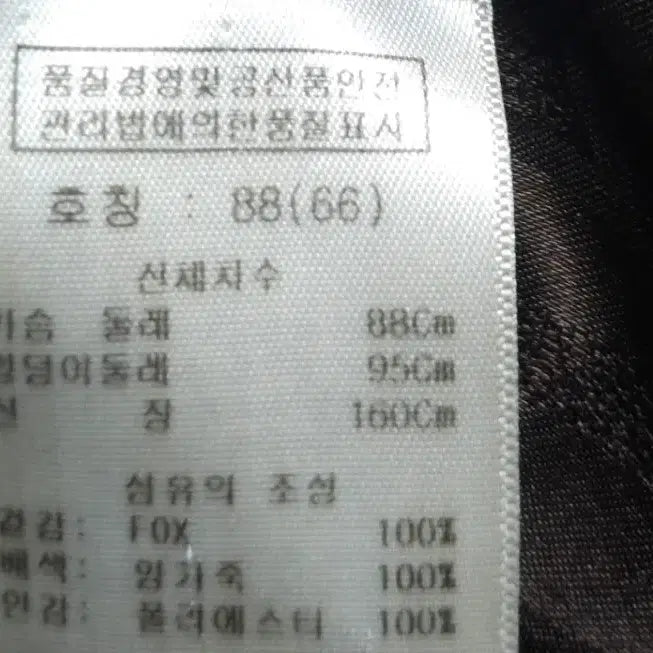 품질경영및공산품안전
관리법에의한품질표시
호칭 : 88(66)
신체치수
가슴 둘레 88Cm
엉덩이둘레 95Cm
신 장 160Cm
섬유의 조성
겉감: FOX 100%
배색: 양가죽 100%
안감: 폴리에스터 100%